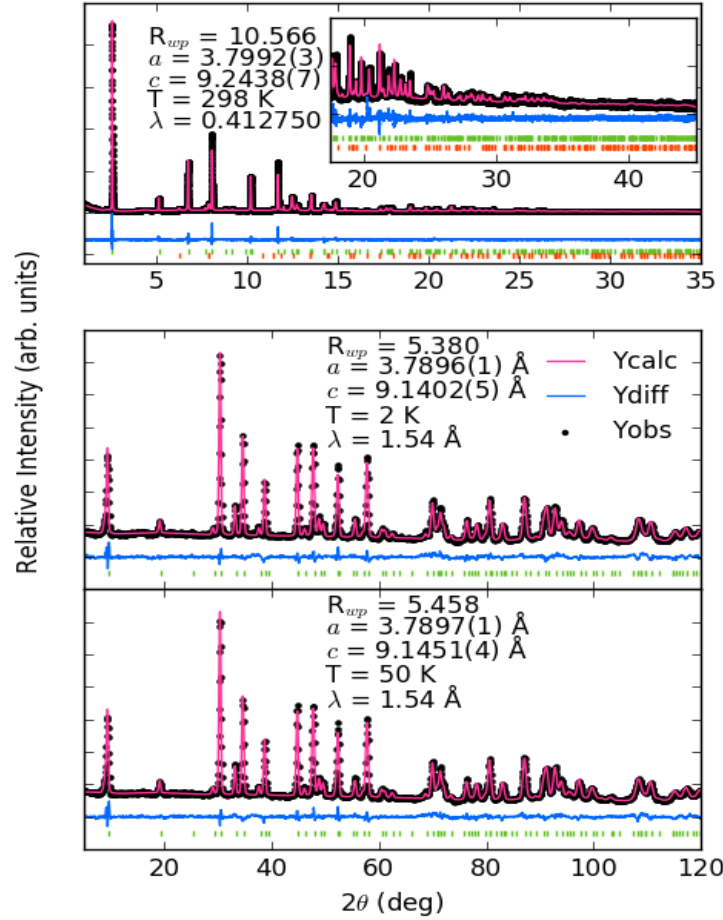 R_wp = 10.566
a = 3.7992(3)
c = 9.2438(7)
T = 298 K
λ = 0.412750
20 30 40
5 10 15 20 25 30 35
Relative Intensity (arb. units)
R_wp = 5.380
a = 3.7896(1) Å
c = 9.1402(5) Å
T = 2 K
λ = 1.54 Å
Ycalc
Ydiff
Yobs
R_wp = 5.458
a = 3.7897(1) Å
c = 9.1451(4) Å
T = 50 K
λ = 1.54 Å
20 40 60 80 100 120
2θ (deg)